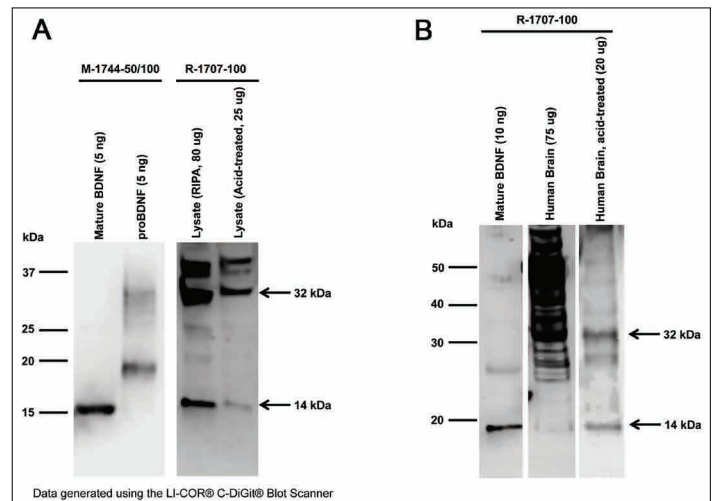 A
M-1744-50/100
R-1707-100
Mature BDNF (5 ng)
proBDNF (5 ng)
Lysate (RIPA, 80 ug)
Lysate (Acid-treated, 25 ug)
kDa
37
25
20
15
32 kDa
14 kDa
Data generated using the LI-COR® C-DiGit® Blot Scanner
B
R-1707-100
Mature BDNF (10 ng)
Human Brain (75 ug)
Human Brain, acid-treated (20 ug)
kDa
50
40
30
20
32 kDa
14 kDa